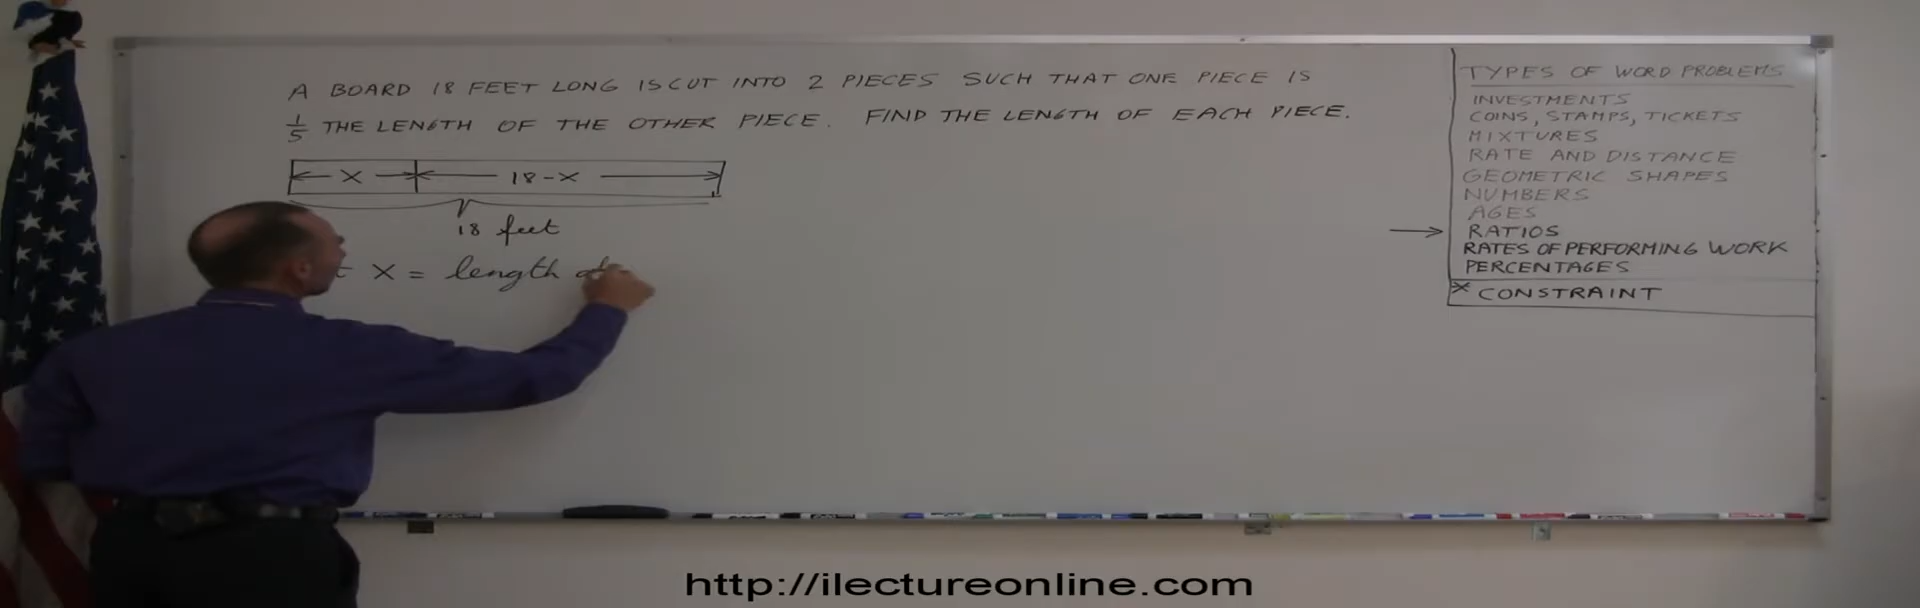 A BOARD 18 FEET LONG IS CUT INTO 2 PIECES SUCH THAT ONE PIECE IS
1/5 THE LENGTH OF THE OTHER PIECE. FIND THE LENGTH OF EACH PIECE.
X 18-X
18 feet
X = length of
TYPES OF WORD PROBLEMS
INVESTMENTS
COINS, STAMPS, TICKETS
MIXTURES
RATE AND DISTANCE
GEOMETRIC SHAPES
NUMBERS
AGES
→ RATIOS
RATES OF PERFORMING WORK
PERCENTAGES
* CONSTRAINT
http://ilectureonline.com